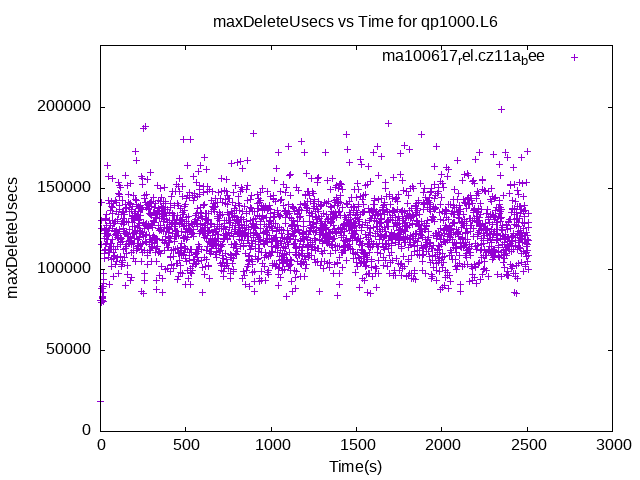 maxDeleteUsecs vs Time for qp1000.L6
ma100617rel.cz11abee
200000
150000
100000
50000
0
maxDeleteUsecs
0 500 1000 1500 2000 2500 3000
Time(s)